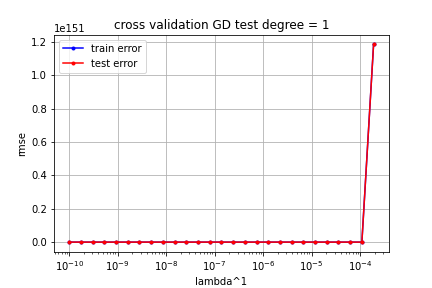 cross validation GD test degree = 1
1e151
train error
test error
1.2
1.0
0.8
0.6
0.4
0.2
0.0
rmse
10⁻¹⁰ 10⁻⁹ 10⁻⁸ 10⁻⁷ 10⁻⁶ 10⁻⁵ 10⁻⁴
lambda^1